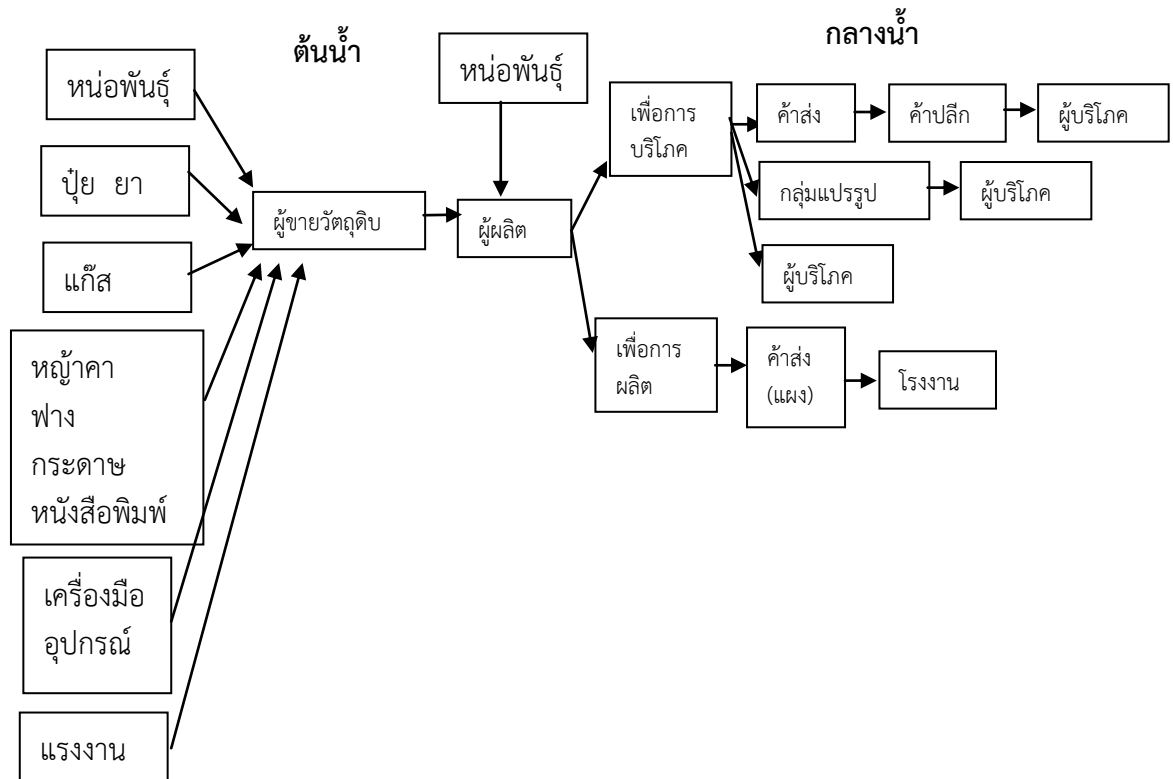 ต้นน้ำ
กลางน้ำ
หน่อพันธุ์
ปุ๋ย ยา
แก๊ส
หญ้าคา
ฟาง
กระดาษ
หนังสือพิมพ์
เครื่องมือ
อุปกรณ์
แรงงาน
ผู้ขายวัตถุดิบ
หน่อพันธุ์
ผู้ผลิต
เพื่อการ
บริโภค
ค้าส่ง
ค้าปลีก
ผู้บริโภค
กลุ่มแปรรูป
ผู้บริโภค
ผู้บริโภค
เพื่อการ
ผลิต
ค้าส่ง
(แผง)
โรงงาน